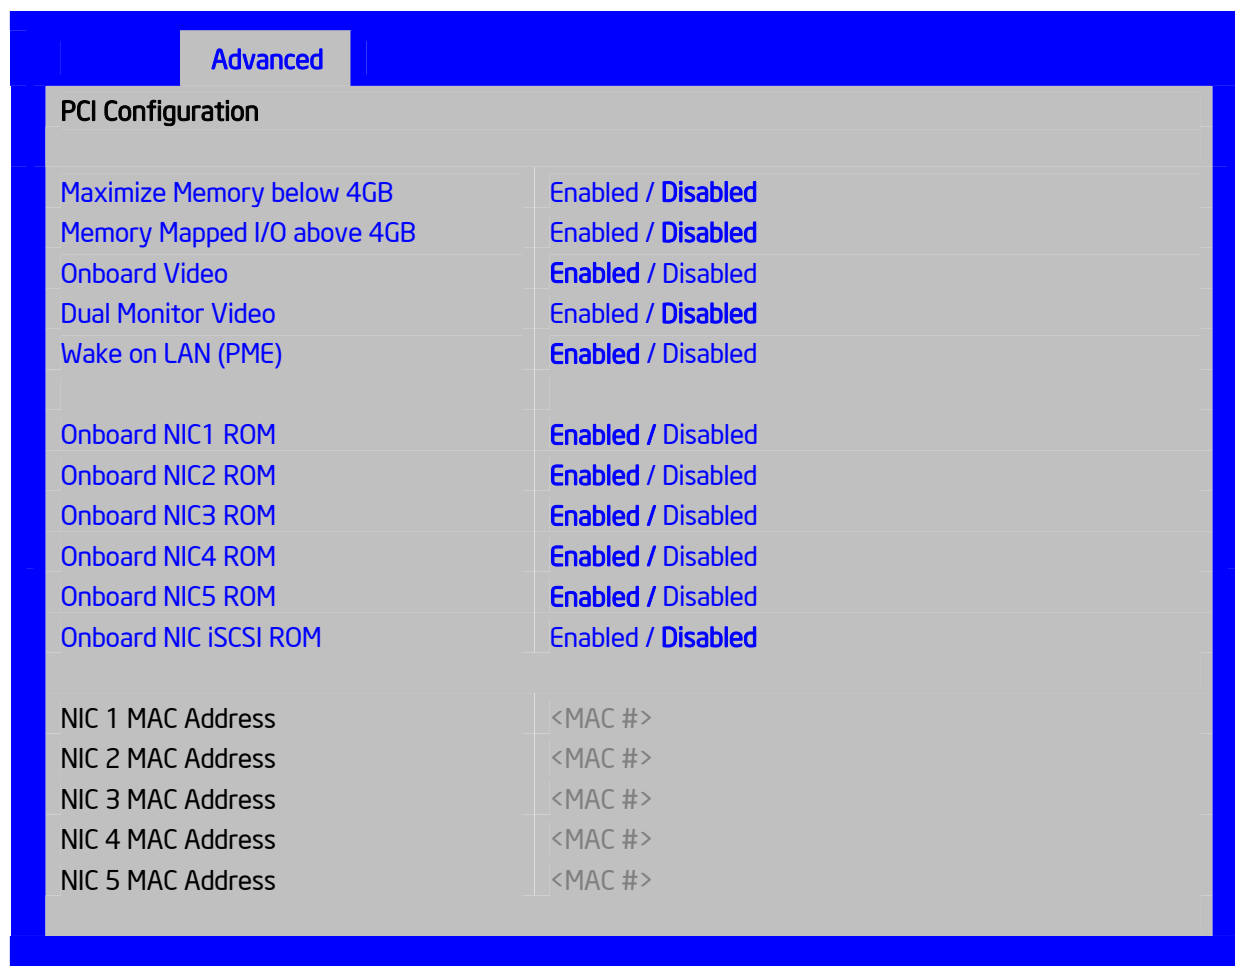 Advanced
PCI Configuration
Maximize Memory below 4GB Enabled / Disabled
Memory Mapped I/O above 4GB Enabled / Disabled
Onboard Video Enabled / Disabled
Dual Monitor Video Enabled / Disabled
Wake on LAN (PME) Enabled / Disabled
Onboard NIC1 ROM Enabled / Disabled
Onboard NIC2 ROM Enabled / Disabled
Onboard NIC3 ROM Enabled / Disabled
Onboard NIC4 ROM Enabled / Disabled
Onboard NIC5 ROM Enabled / Disabled
Onboard NIC iSCSI ROM Enabled / Disabled
NIC 1 MAC Address <MAC #>
NIC 2 MAC Address <MAC #>
NIC 3 MAC Address <MAC #>
NIC 4 MAC Address <MAC #>
NIC 5 MAC Address <MAC #>